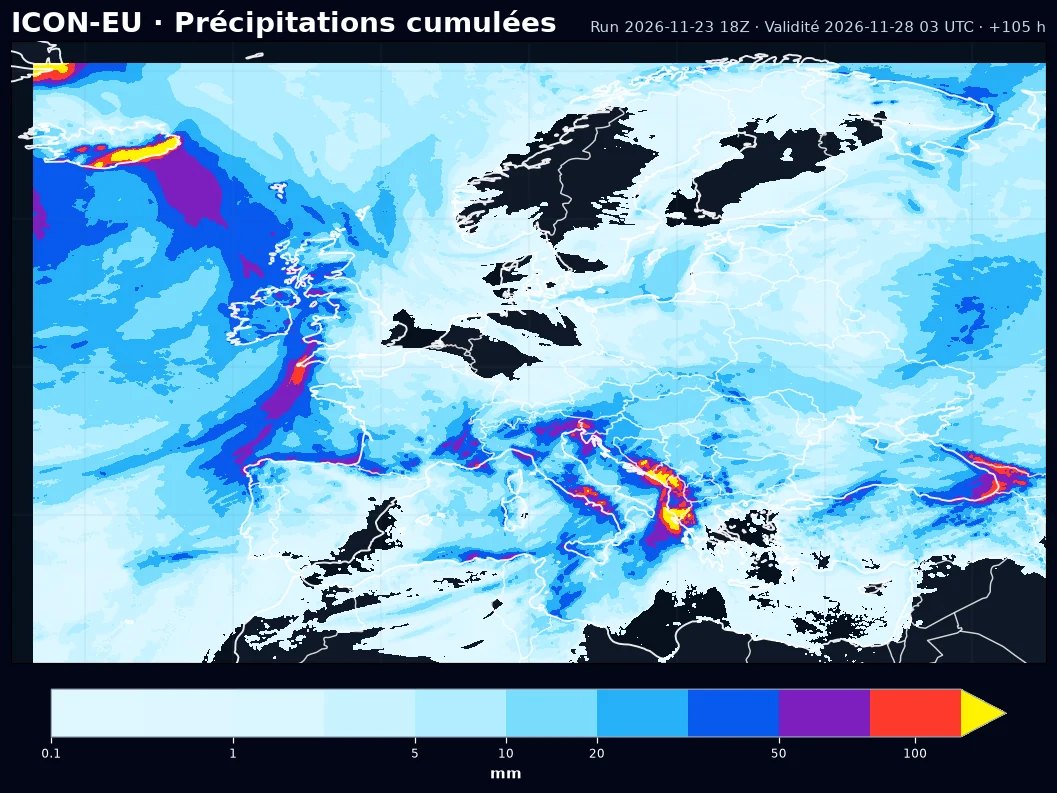 ICON-EU · Précipitations cumulées
Run 2026-11-23 18Z · Validité 2026-11-28 03 UTC · +105 h
0.1 1 5 10 20 50 100
mm